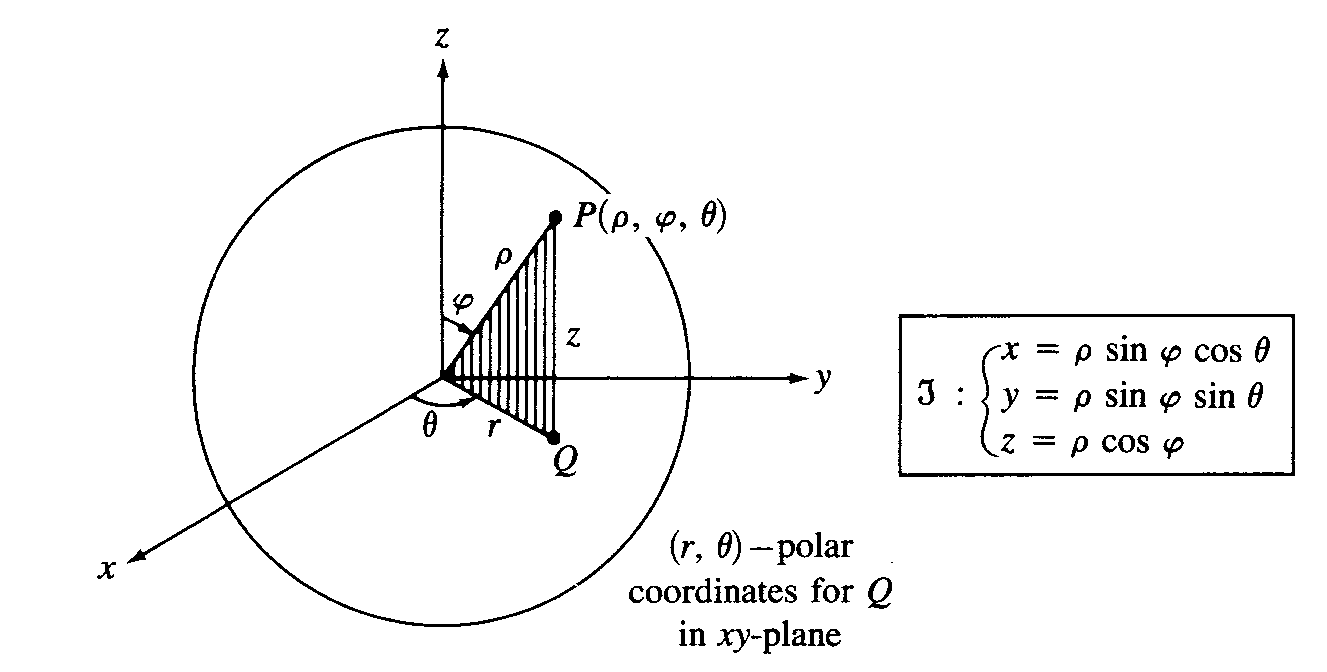 z
P(ρ, φ, θ)
ρ
φ
z
y
θ
r
Q
x
ℑ : { x = ρ sin φ cos θ
y = ρ sin φ sin θ
z = ρ cos φ
(r, θ)–polar
coordinates for Q
in xy-plane